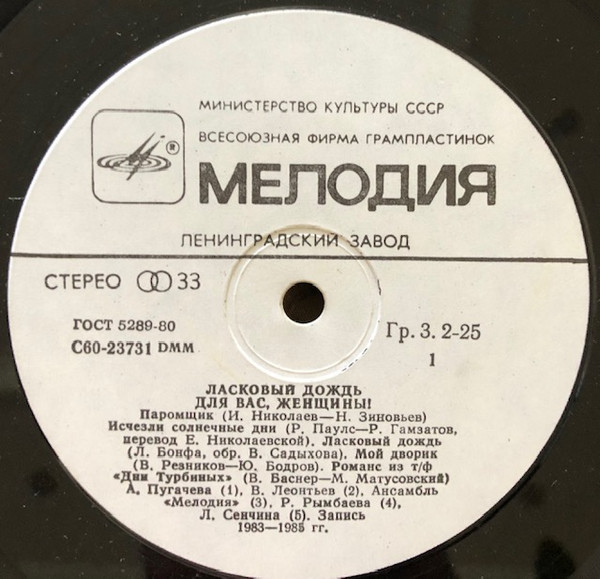 МИНИСТЕРСТВО КУЛЬТУРЫ СССР
ВСЕСОЮЗНАЯ ФИРМА ГРАМПЛАСТИНОК
®
МЕЛОДИЯ
ЛЕНИНГРАДСКИЙ ЗАВОД
СТЕРЕО 33
ГОСТ 5289-80
Гр. 3. 2-25
С60-23731 DMM
1
ЛАСКОВЫЙ ДОЖДЬ
ДЛЯ ВАС, ЖЕНЩИНЫ!
Паромщик (И. Николаев—Н. Зиновьев)
Исчезли солнечные дни (Р. Паулс—Р. Гамзатов,
перевод Е. Николаевской). Ласковый дождь
(Л. Бонфа, обр. В. Садыхова). Мой дворик
(В. Резников—Ю. Бодров). Романс из т/ф
«Дни Турбиных» (В. Баснер—М. Матусовский)
А. Пугачева (1), В. Леонтьев (2), Ансамбль
«Мелодия» (3), Р. Рымбаева (4),
Л. Сенчина (5). Запись
1983—1985 гг.